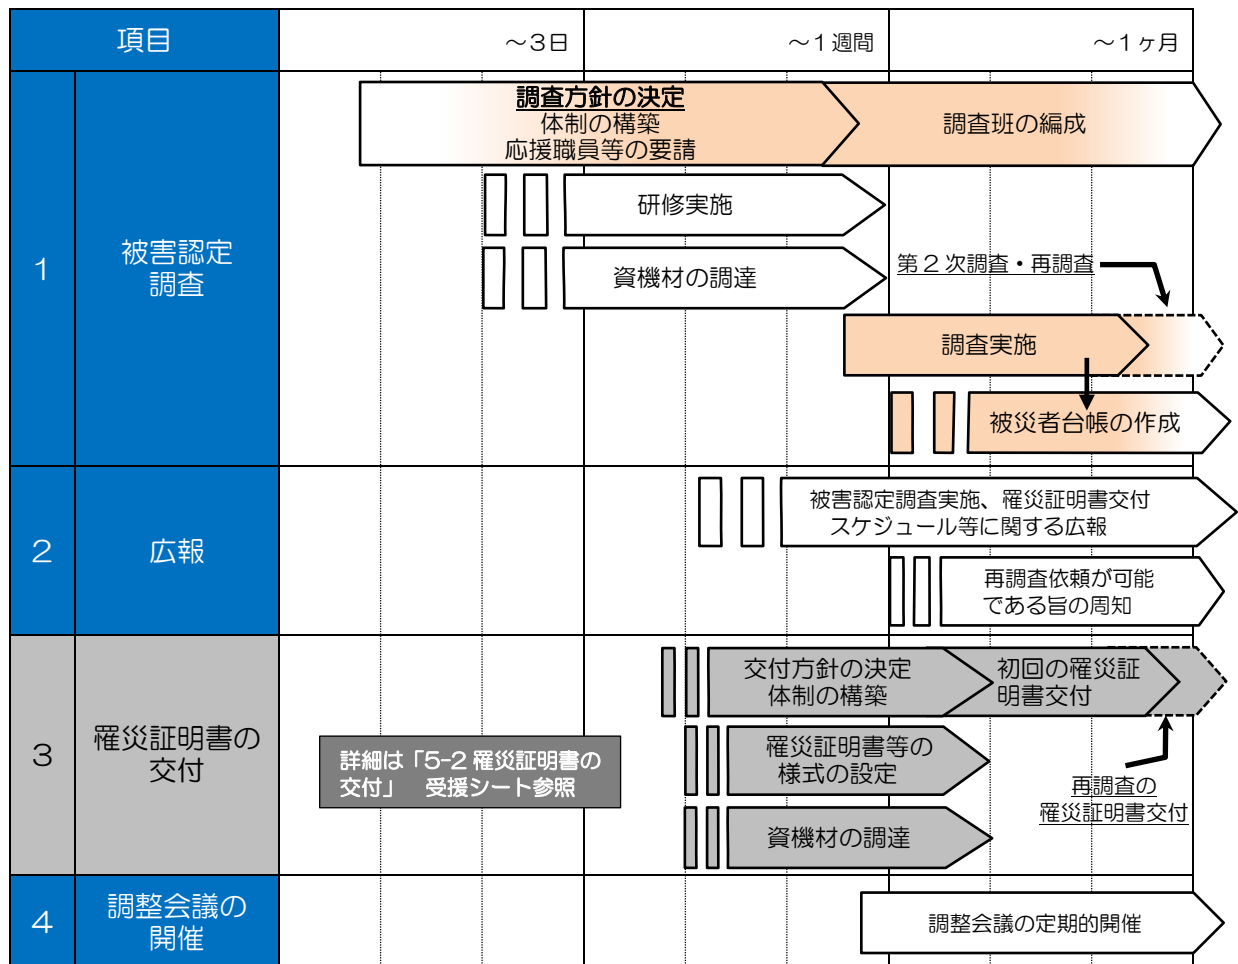 項目
～3日
～1週間
～1ヶ月
1
被害認定
調査
調査方針の決定
体制の構築
応援職員等の要請
調査班の編成
研修実施
資機材の調達
第2次調査・再調査
調査実施
被災者台帳の作成
2
広報
被害認定調査実施、罹災証明書交付
スケジュール等に関する広報
再調査依頼が可能
である旨の周知
3
罹災証明書の
交付
詳細は「5-2 罹災証明書の
交付」　受援シート参照
交付方針の決定
体制の構築
初回の罹災証
明書交付
罹災証明書等の
様式の設定
資機材の調達
再調査の
罹災証明書交付
4
調整会議の
開催
調整会議の定期的開催